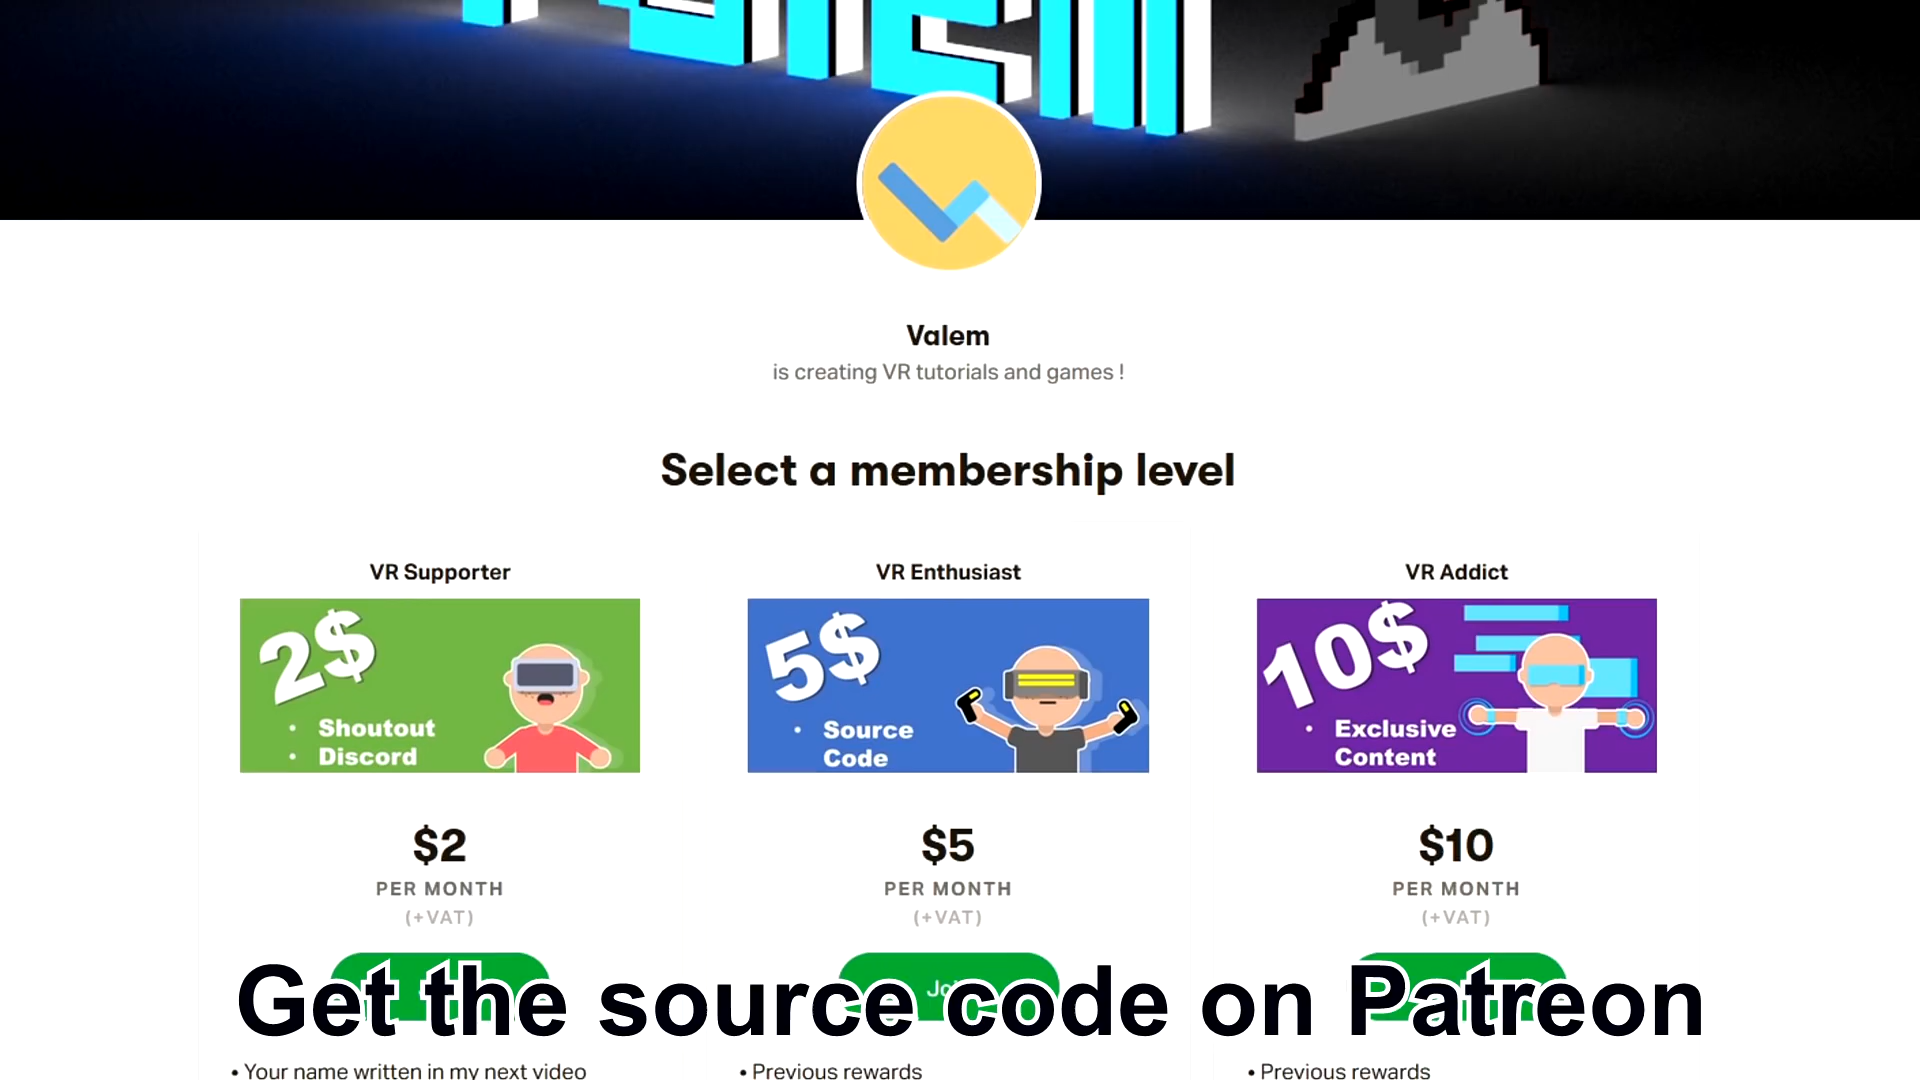 Valem
is creating VR tutorials and games !
Select a membership level
VR Supporter
2$
• Shoutout
• Discord
$2
PER MONTH
(+VAT)
VR Enthusiast
5$
• Source
Code
$5
PER MONTH
(+VAT)
VR Addict
10$
• Exclusive
Content
$10
PER MONTH
(+VAT)
Get the source code on Patreon
• Your name written in my next video
• Previous rewards
• Previous rewards